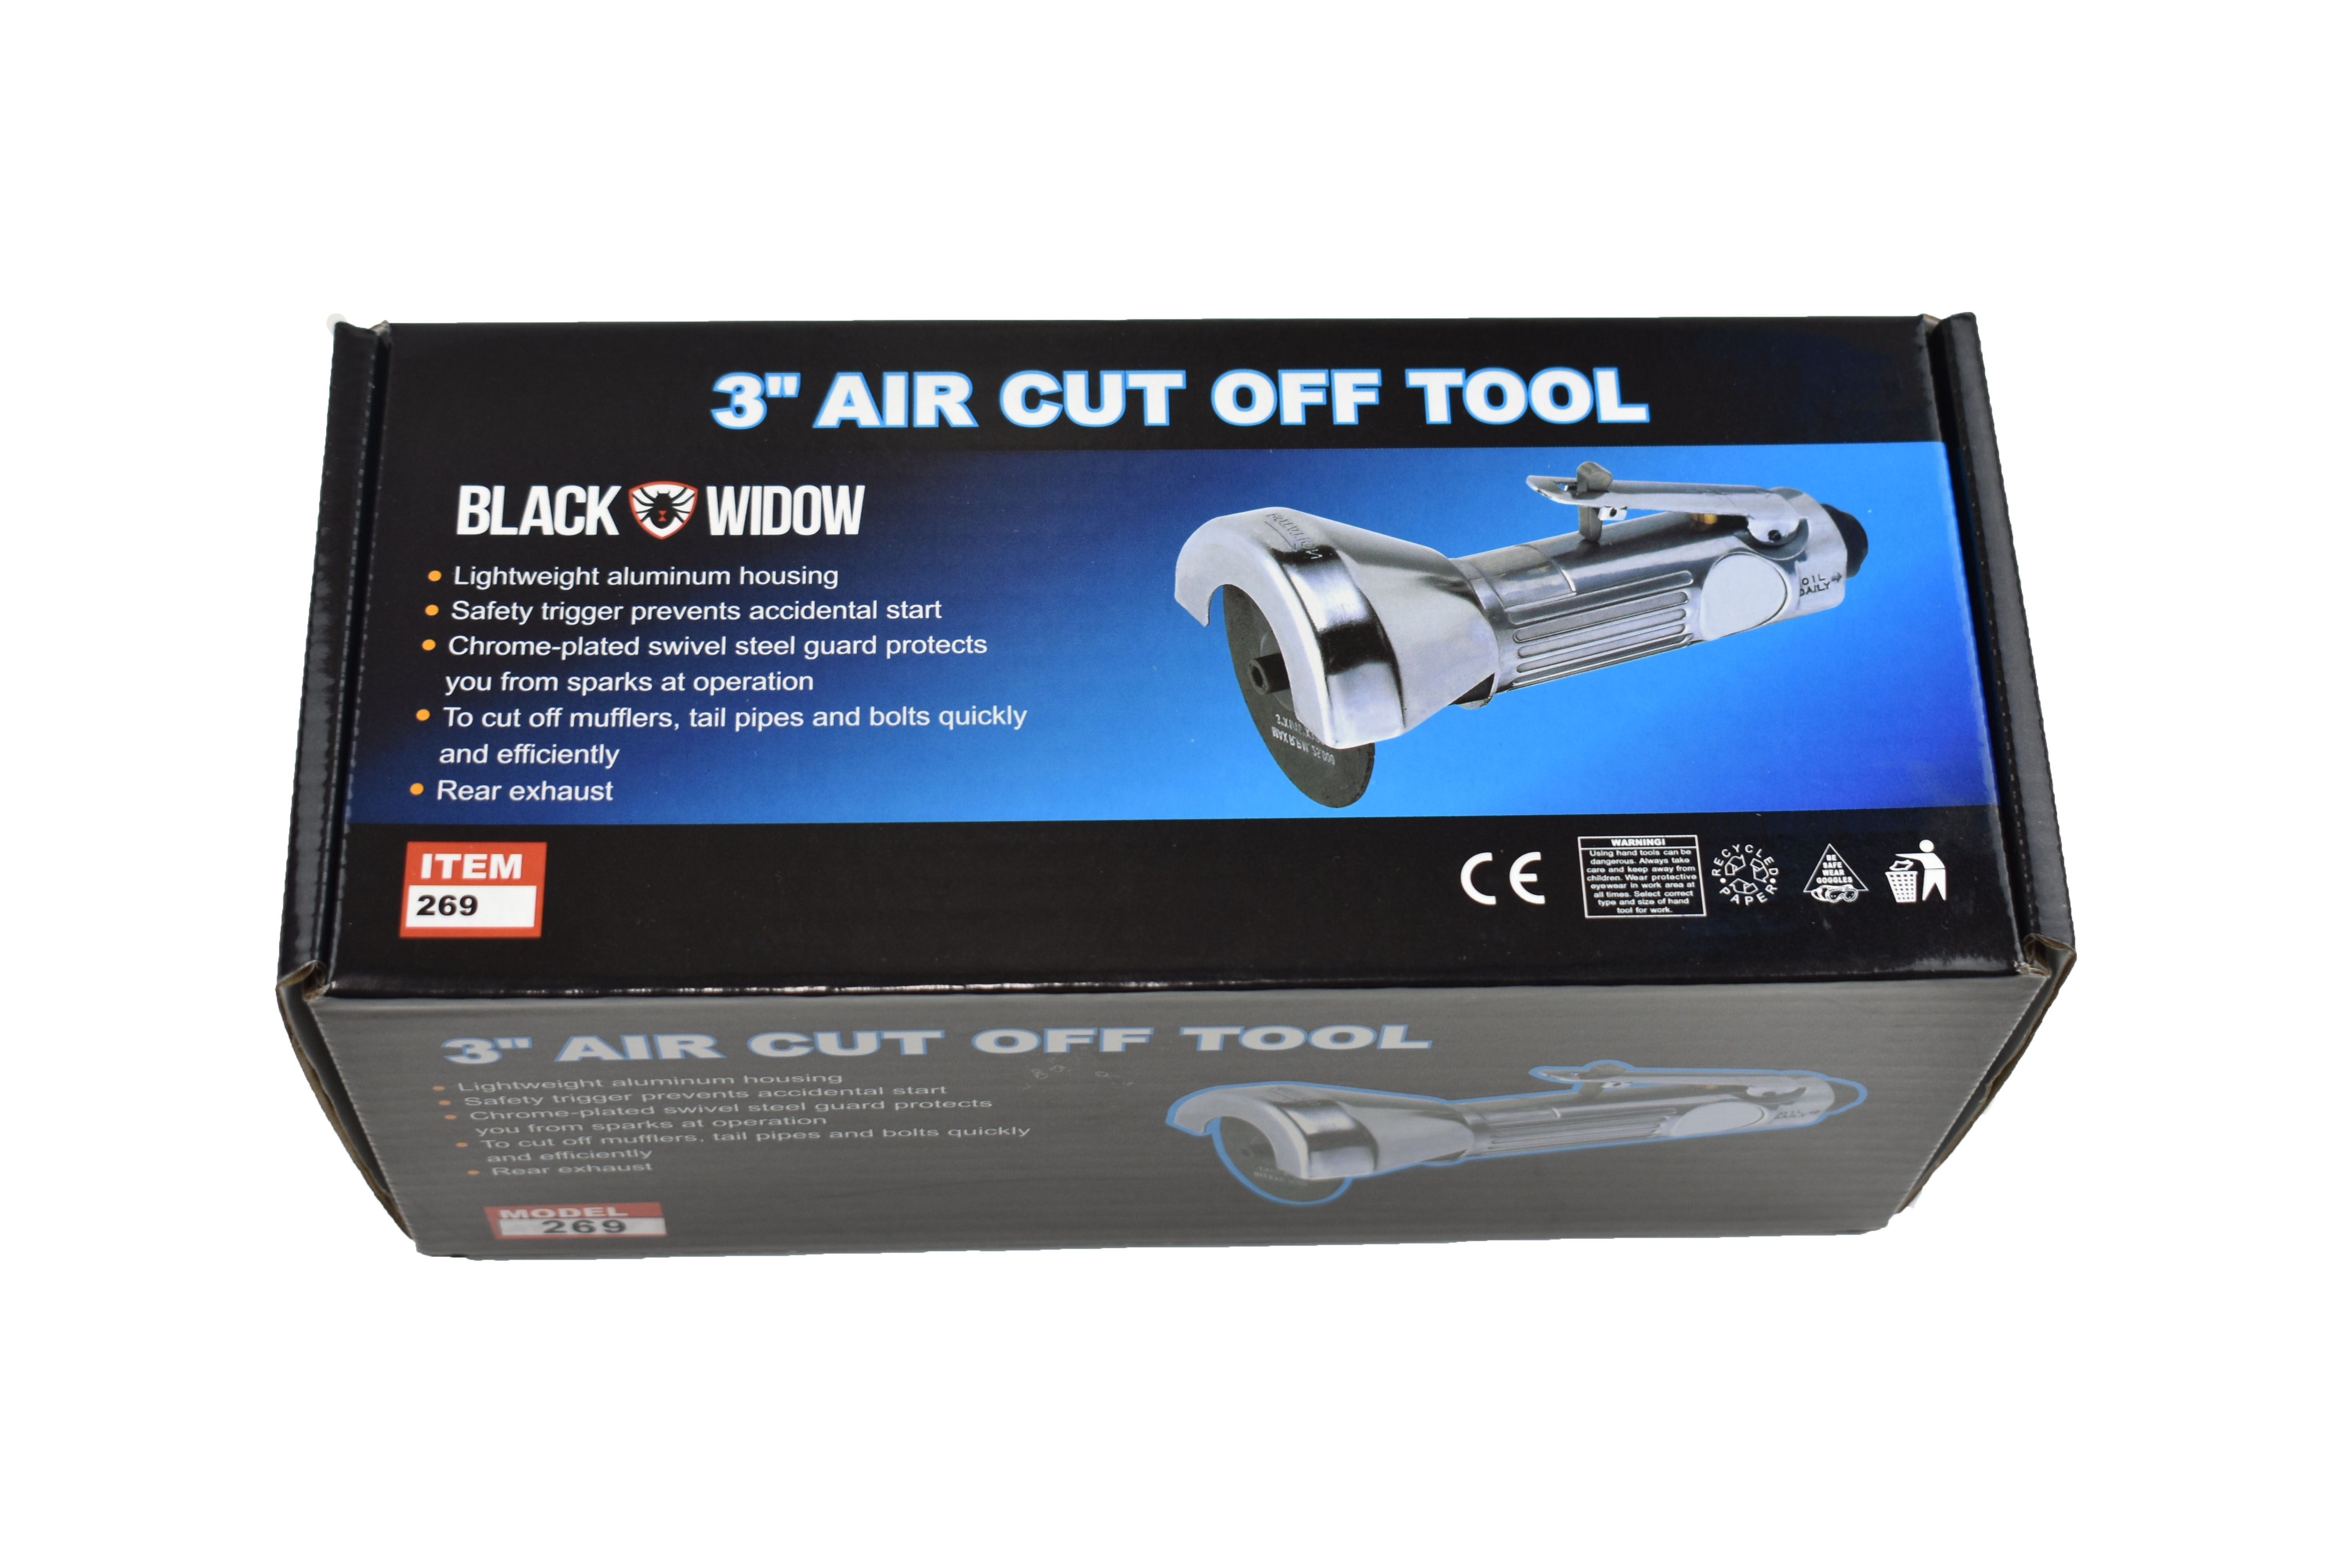 3" AIR CUT OFF TOOL
BLACK WIDOW
Lightweight aluminum housing
Safety trigger prevents accidental start
Chrome-plated swivel steel guard protects
you from sparks at operation
To cut off mufflers, tail pipes and bolts quickly
and efficiently
Rear exhaust
OIL
DAILY
MAX R.P.M. 25,000
ITEM
269
CE
WARNING!
Using hand tools can be
dangerous. Always take
care and keep away from
children. Wear protective
eyewear in work area at
all times. Select correct
type and size of hand
tool for work.
RECYCLED
PAPER
BE
SAFE
WEAR
GOGGLES
3" AIR CUT OFF TOOL
Lightweight aluminum housing
Safety trigger prevents accidental start
Chrome-plated swivel steel guard protects
you from sparks at operation
To cut off mufflers, tail pipes and bolts quickly
and efficiently
Rear exhaust
MODEL
269